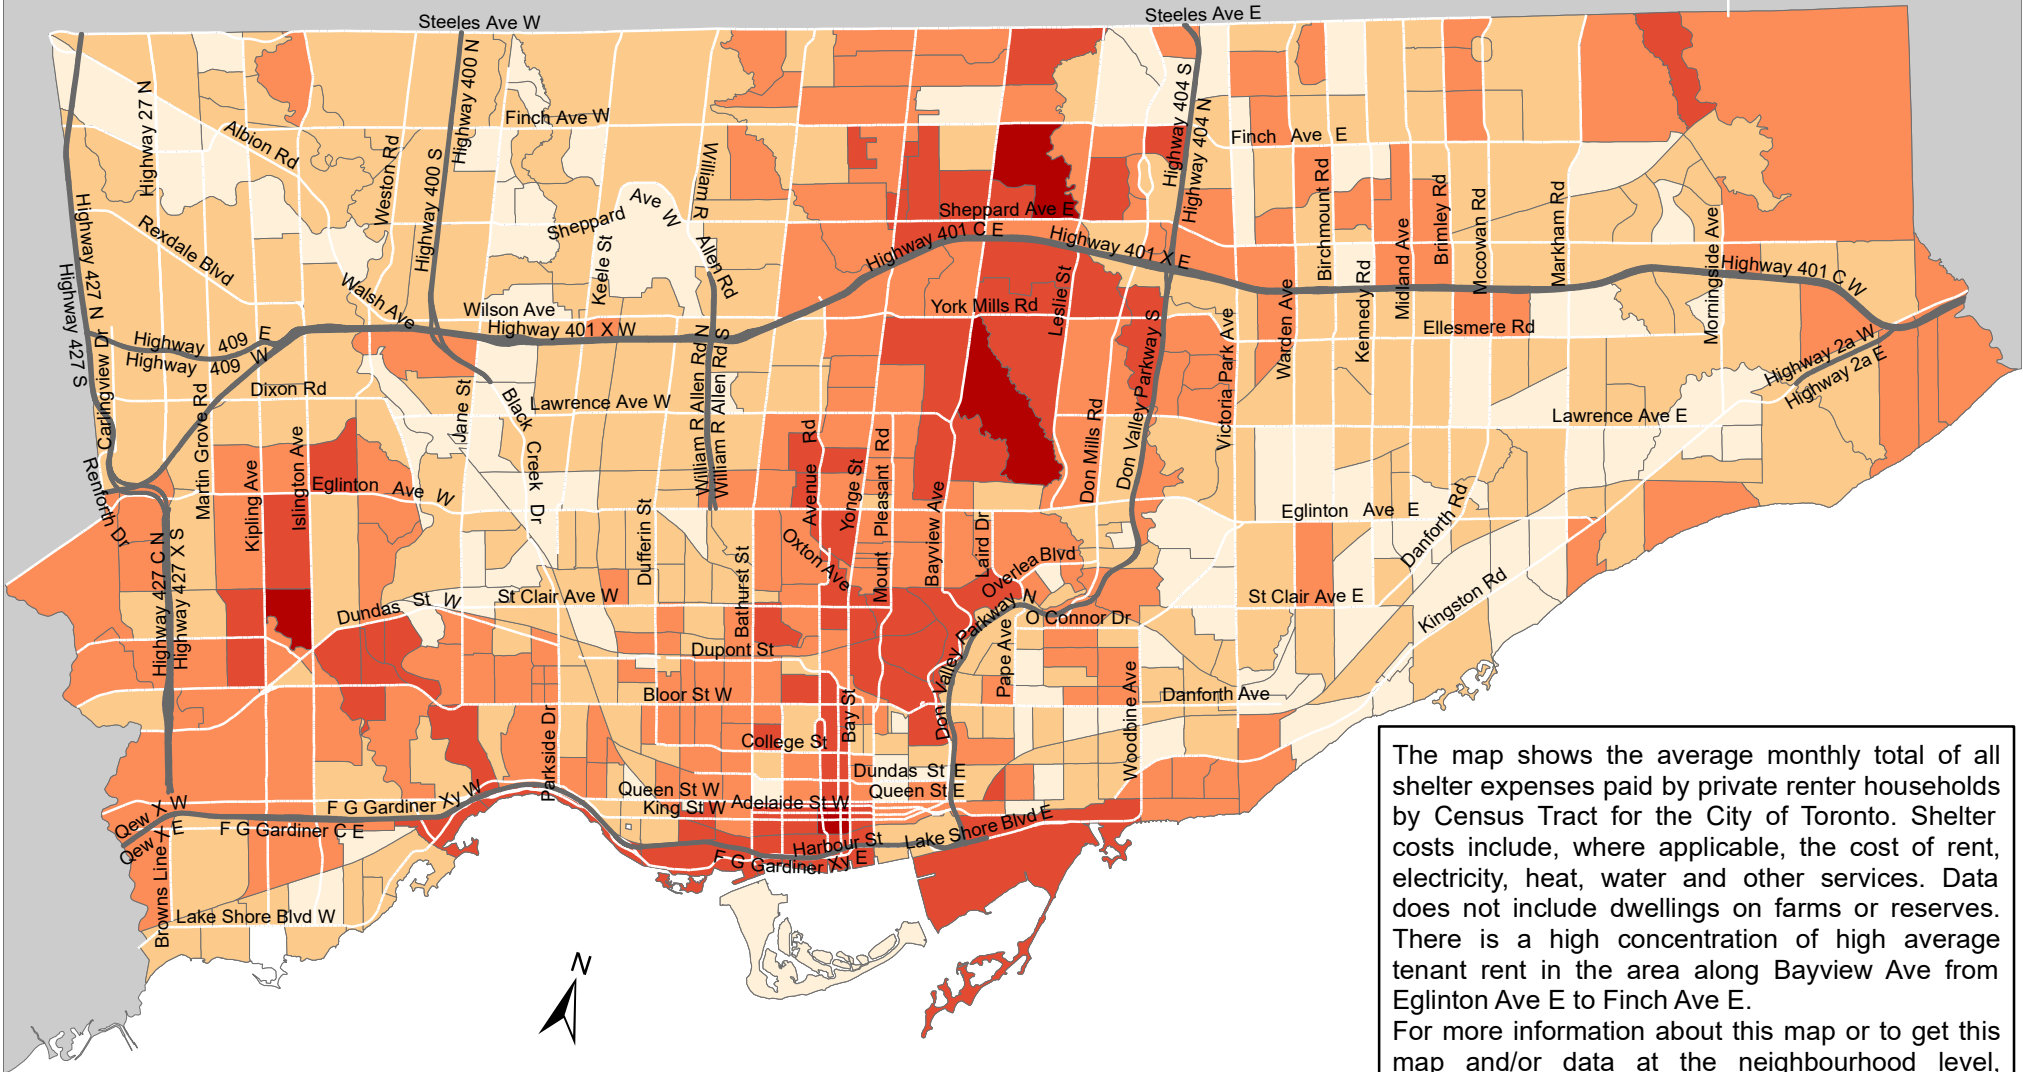 Steeles Ave W
Steeles Ave E
Highway 27 N
Albion Rd
Weston Rd
Highway 400 N
Highway 400 S
Finch Ave W
William R
Allen Rd
Highway 404 S
Highway 404 N
Finch Ave E
Highway 427 N
Highway 427 S
Rexdale Blvd
Walsh Ave
Sheppard Ave W
Keele St
Sheppard Ave E
Highway 401 C E
Highway 401 X E
Birchmount Rd
Kennedy Rd
Midland Ave
Brimley Rd
Mccowan Rd
Markham Rd
Morningside Ave
Highway 401 C W
Wilson Ave
Highway 401 X W
York Mills Rd
Leslie St
Warden Ave
Ellesmere Rd
Highway 2a W
Highway 2a E
Highway 409 E
Highway 409 W
Carlingview Dr
Martin Grove Rd
Dixon Rd
Jane St
Black Creek Dr
Lawrence Ave W
William R Allen Rd N
William R Allen Rd S
Don Valley Parkway S
Victoria Park Ave
Lawrence Ave E
Renforth Dr
Kipling Ave
Islington Ave
Eglinton Ave W
Avenue Rd
Yonge St
Mount Pleasant Rd
Bayview Ave
Laird Dr
Don Mills Rd
Eglinton Ave E
Danforth Rd
Highway 427 C N
Highway 427 X S
Dufferin St
Bathurst St
Oxton Ave
Overlea Blvd
Dundas St W
St Clair Ave W
St Clair Ave E
Kingston Rd
O Connor Dr
Don Valley Parkway N
Pape Ave
Dupont St
Bloor St W
Bay St
Danforth Ave
Woodbine Ave
Parkside Dr
College St
Dundas St E
Queen St E
Queen St W
King St W
Adelaide St W
Qew X W
Qew X E
F G Gardiner Xy W
F G Gardiner C E
Harbour St
Lake Shore Blvd E
F G Gardiner Xy E
Browns Line
Lake Shore Blvd W
N
The map shows the average monthly total of all
shelter expenses paid by private renter households
by Census Tract for the City of Toronto. Shelter
costs include, where applicable, the cost of rent,
electricity, heat, water and other services. Data
does not include dwellings on farms or reserves.
There is a high concentration of high average
tenant rent in the area along Bayview Ave from
Eglinton Ave E to Finch Ave E.
For more information about this map or to get this
map and/or data at the neighbourhood level,